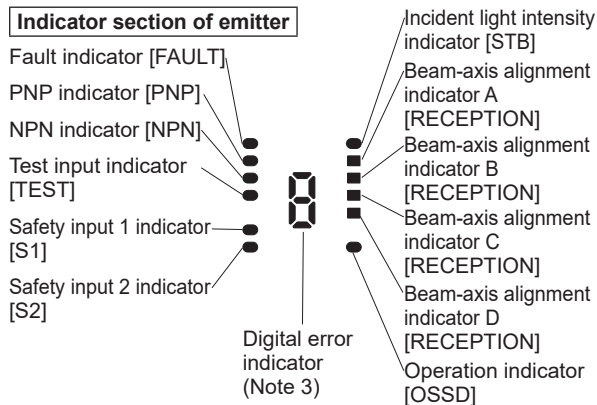 Indicator section of emitter
Fault indicator [FAULT]
PNP indicator [PNP]
NPN indicator [NPN]
Test input indicator
[TEST]
Safety input 1 indicator
[S1]
Safety input 2 indicator
[S2]
Digital error
indicator
(Note 3)
Incident light intensity
indicator [STB]
Beam-axis alignment
indicator A
[RECEPTION]
Beam-axis alignment
indicator B
[RECEPTION]
Beam-axis alignment
indicator C
[RECEPTION]
Beam-axis alignment
indicator D
[RECEPTION]
Operation indicator
[OSSD]